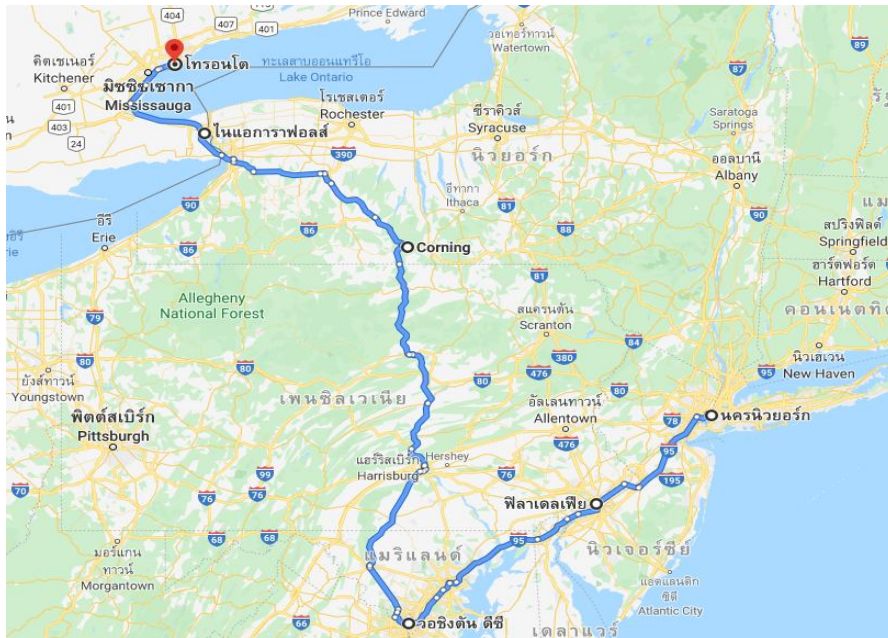 404
404
Prince Edward
401
407
วอเทอร์ทาวน์
Watertown
89
คิตเชเนอร์
Kitchener
โทรอนโต
ทะเลสาบออนแทรีโอ
Lake Ontario
87
401
มิซซิซเซากา
Mississauga
โรเชสเตอร์
Rochester
ซีราคิวส์
Syracuse
Saratoga
Springs
403
ไนแอการาฟอลส์
24
390
นิวยอร์ก
ออลบานี
Albany
90
อีทากา
Ithaca
81
90
อีรี
Erie
86
86
Corning
88
81
สปริงฟิลด์
Springfield
ฮาร์ตฟอร์ด
Hartford
Allegheny
National Forest
79
สแครนตัน
Scranton
84
80
80
380
476
80
80
นิวเฮเวน
New Haven
95
ยังส์ทาวน์
Youngstown
เพนซิลเวเนีย
อัลเลนทาวน์
Allentown
78
นครนิวยอร์ก
พิตต์สเบิร์ก
Pittsburgh
476
95
แฮร์ริสเบิร์ก
Harrisburg
Hershey
99
195
70
76
76
76
ฟิลาเดลเฟีย
68
68
95
มอร์แกน
ทาวน์
Morgantown
แมริแลนด์
นิวเจอร์ซีย์
แอตแลนติก
ซิตี
Atlantic City
66
วอชิงตัน ดีซี
เดลาแวร์